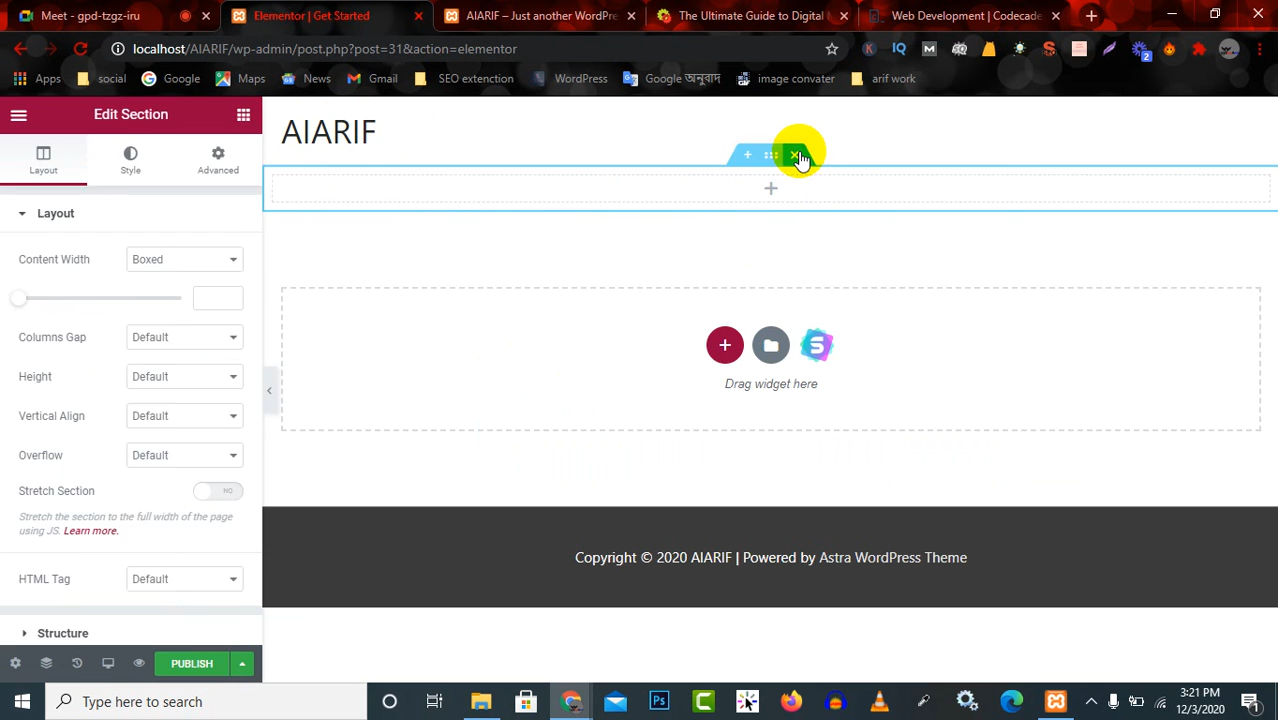 Meet - gpd-tzgz-iru
Elementor | Get Started
AIARIF – Just another WordPre
The Ultimate Guide to Digital
Web Development | Codecade
localhost/AIARIF/wp-admin/post.php?post=31&action=elementor
Apps
social
Google
Maps
News
Gmail
SEO extenction
WordPress
Google অনুবাদ
image convater
arif work
Edit Section
Layout
Style
Advanced
Layout
Content Width
Boxed
Columns Gap
Default
Height
Default
Vertical Align
Default
Overflow
Default
Stretch Section
NO
Stretch the section to the full width of the page
using JS. Learn more.
HTML Tag
Default
Structure
PUBLISH
AIARIF
Drag widget here
Copyright © 2020 AIARIF | Powered by Astra WordPress Theme
Type here to search
3:21 PM
12/3/2020